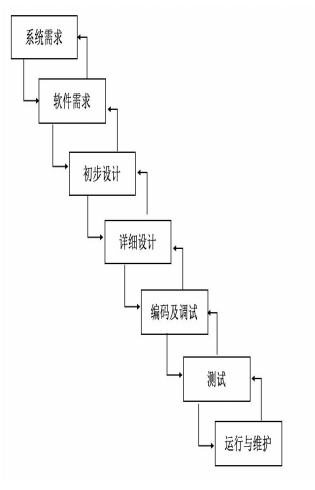 系统需求
软件需求
初步设计
详细设计
编码及调试
测试
运行与维护